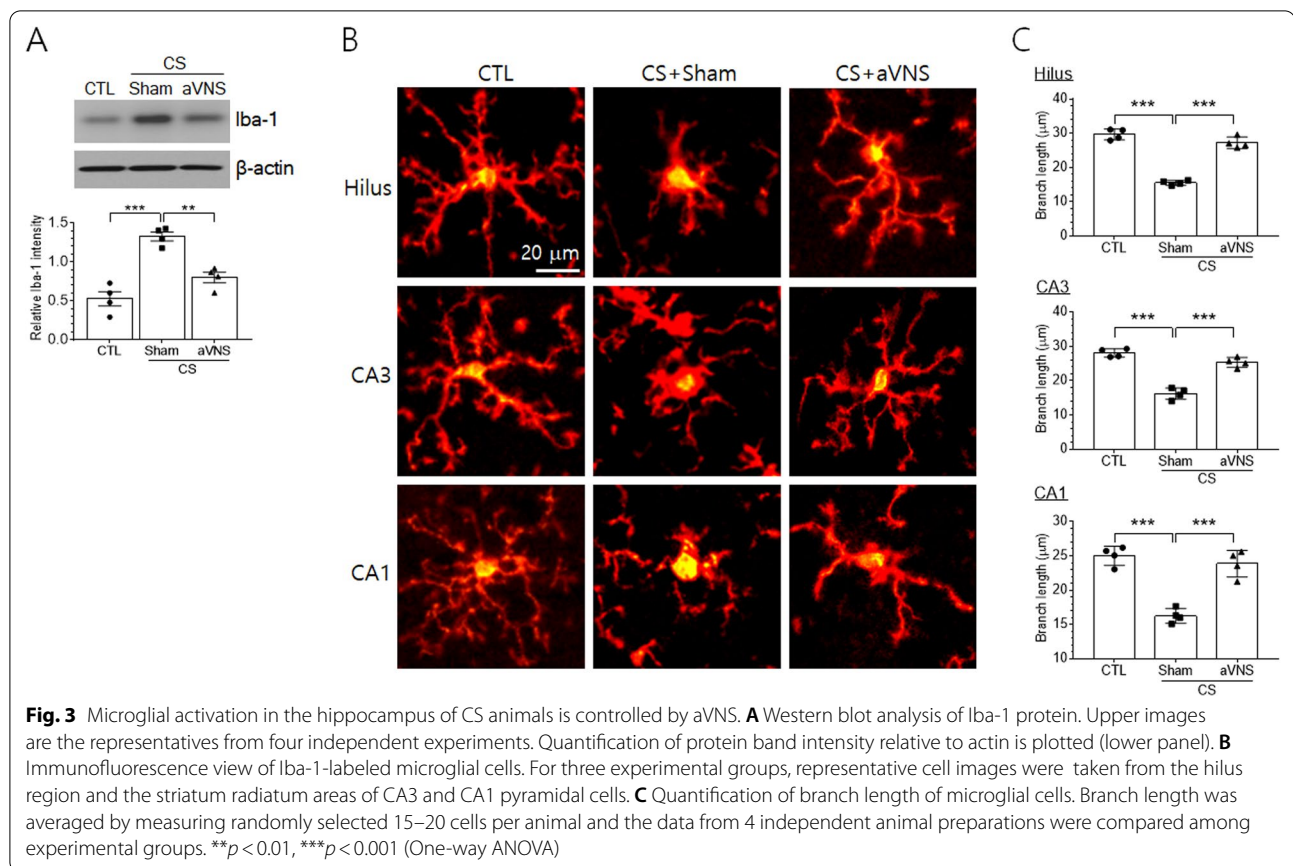 A
CS
CTL Sham aVNS
Iba-1
β-actin
*** **
Relative Iba-1 intensity
1.5
1.0
0.5
0.0
CTL Sham aVNS
CS
B
CTL CS+Sham CS+aVNS
Hilus
20 μm
CA3
CA1
C
Hilus
Branch length (μm)
40
30
20
10
0
*** ***
CTL Sham aVNS
CS
CA3
Branch length (μm)
40
30
20
10
0
*** ***
CTL Sham aVNS
CS
CA1
Branch length (μm)
30
25
20
15
10
*** ***
CTL Sham aVNS
CS
Fig. 3 Microglial activation in the hippocampus of CS animals is controlled by aVNS. A Western blot analysis of Iba-1 protein. Upper images
are the representatives from four independent experiments. Quantification of protein band intensity relative to actin is plotted (lower panel). B
Immunofluorescence view of Iba-1-labeled microglial cells. For three experimental groups, representative cell images were taken from the hilus
region and the striatum radiatum areas of CA3 and CA1 pyramidal cells. C Quantification of branch length of microglial cells. Branch length was
averaged by measuring randomly selected 15–20 cells per animal and the data from 4 independent animal preparations were compared among
experimental groups. **p < 0.01, ***p < 0.001 (One-way ANOVA)